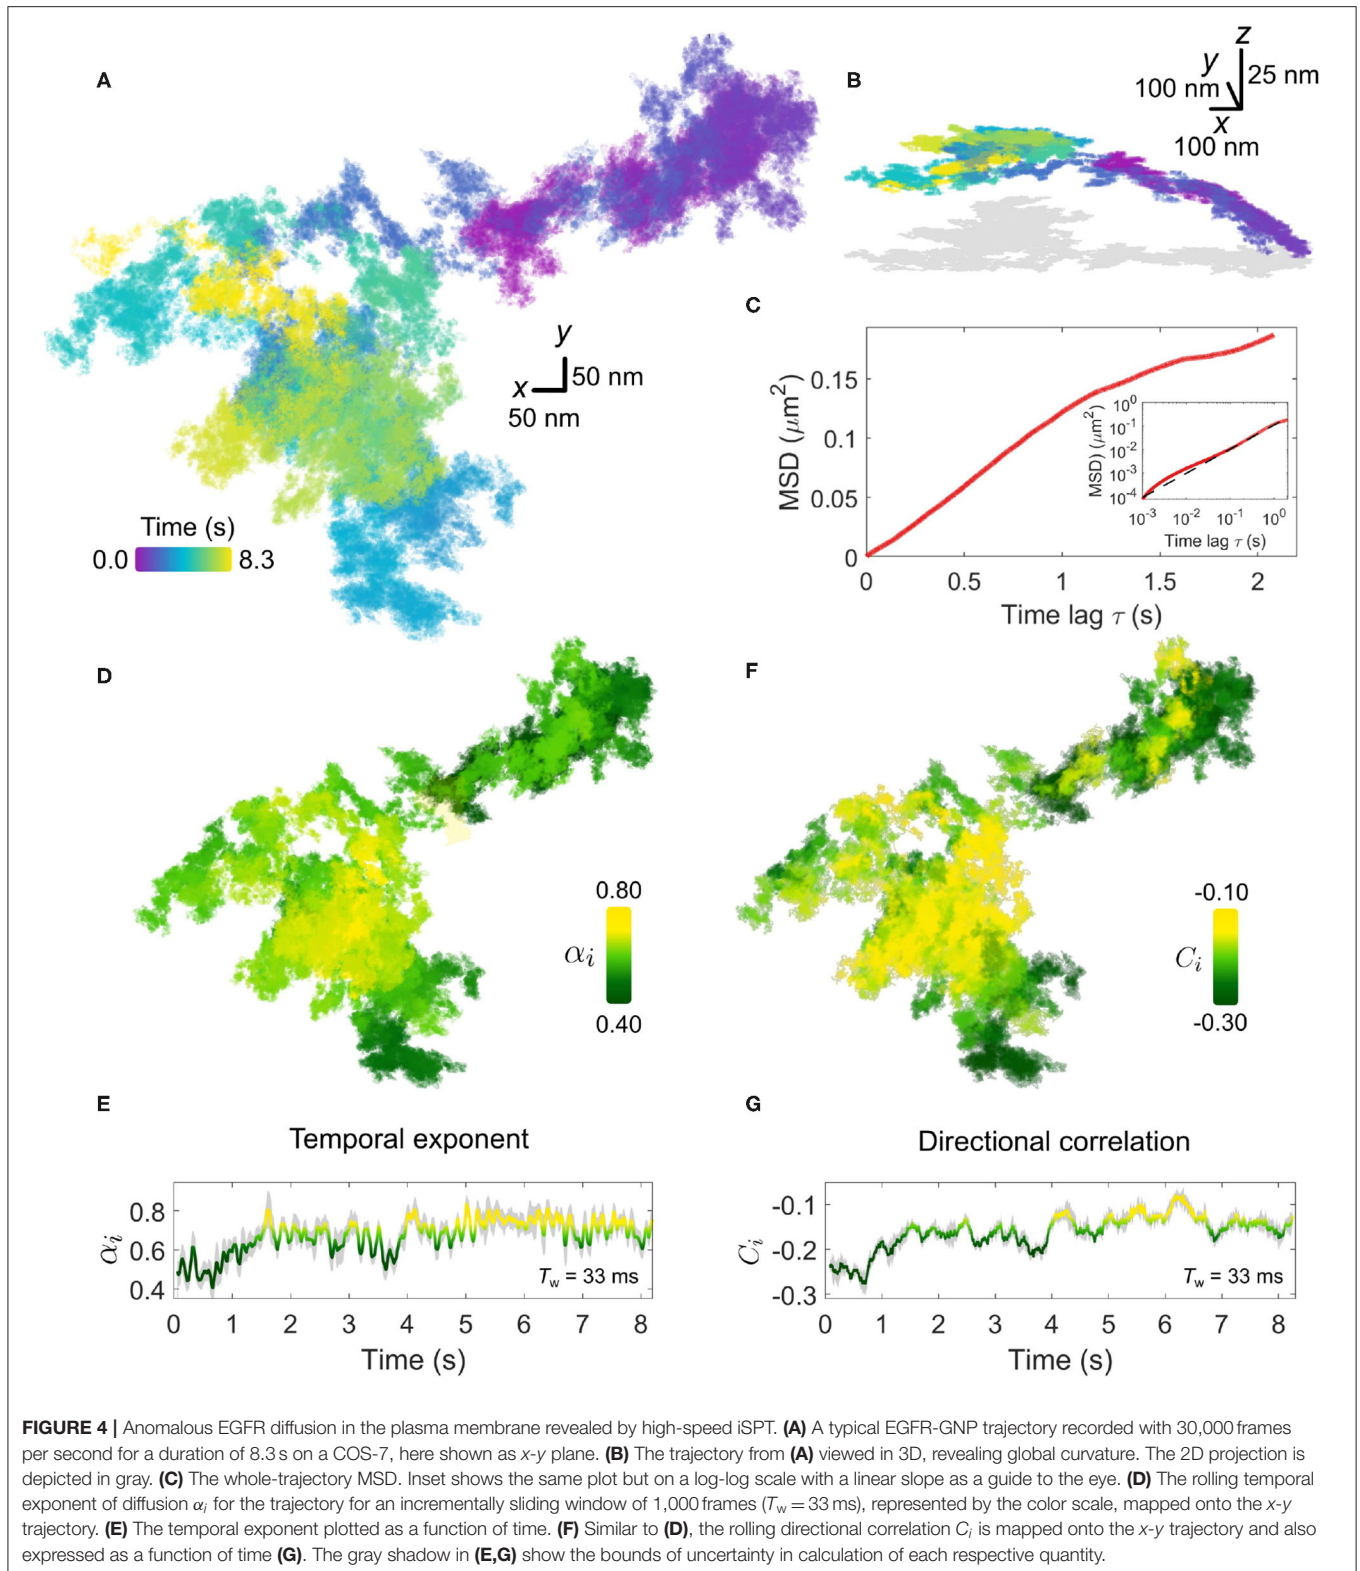 A
x
y
50 nm
50 nm
Time (s)
0.0
8.3
B
z
y
25 nm
100 nm
x
100 nm
C
MSD (μm²)
0.15
0.1
0.05
0
0 0.5 1 1.5 2
Time lag τ (s)
MSD) (μm²)
10⁰
10⁻¹
10⁻²
10⁻³
10⁻⁴
10⁻³ 10⁻² 10⁻¹ 10⁰
Time lag τ (s)
D
0.80
αᵢ
0.40
F
-0.10
Cᵢ
-0.30
E
Temporal exponent
αᵢ
0.8
0.6
0.4
T_w = 33 ms
0 1 2 3 4 5 6 7 8
Time (s)
G
Directional correlation
Cᵢ
-0.1
-0.2
-0.3
T_w = 33 ms
0 1 2 3 4 5 6 7 8
Time (s)
FIGURE 4 | Anomalous EGFR diffusion in the plasma membrane revealed by high-speed iSPT. (A) A typical EGFR-GNP trajectory recorded with 30,000 frames
per second for a duration of 8.3 s on a COS-7, here shown as x-y plane. (B) The trajectory from (A) viewed in 3D, revealing global curvature. The 2D projection is
depicted in gray. (C) The whole-trajectory MSD. Inset shows the same plot but on a log-log scale with a linear slope as a guide to the eye. (D) The rolling temporal
exponent of diffusion αᵢ for the trajectory for an incrementally sliding window of 1,000 frames (T_w = 33 ms), represented by the color scale, mapped onto the x-y
trajectory. (E) The temporal exponent plotted as a function of time. (F) Similar to (D), the rolling directional correlation Cᵢ is mapped onto the x-y trajectory and also
expressed as a function of time (G). The gray shadow in (E,G) show the bounds of uncertainty in calculation of each respective quantity.